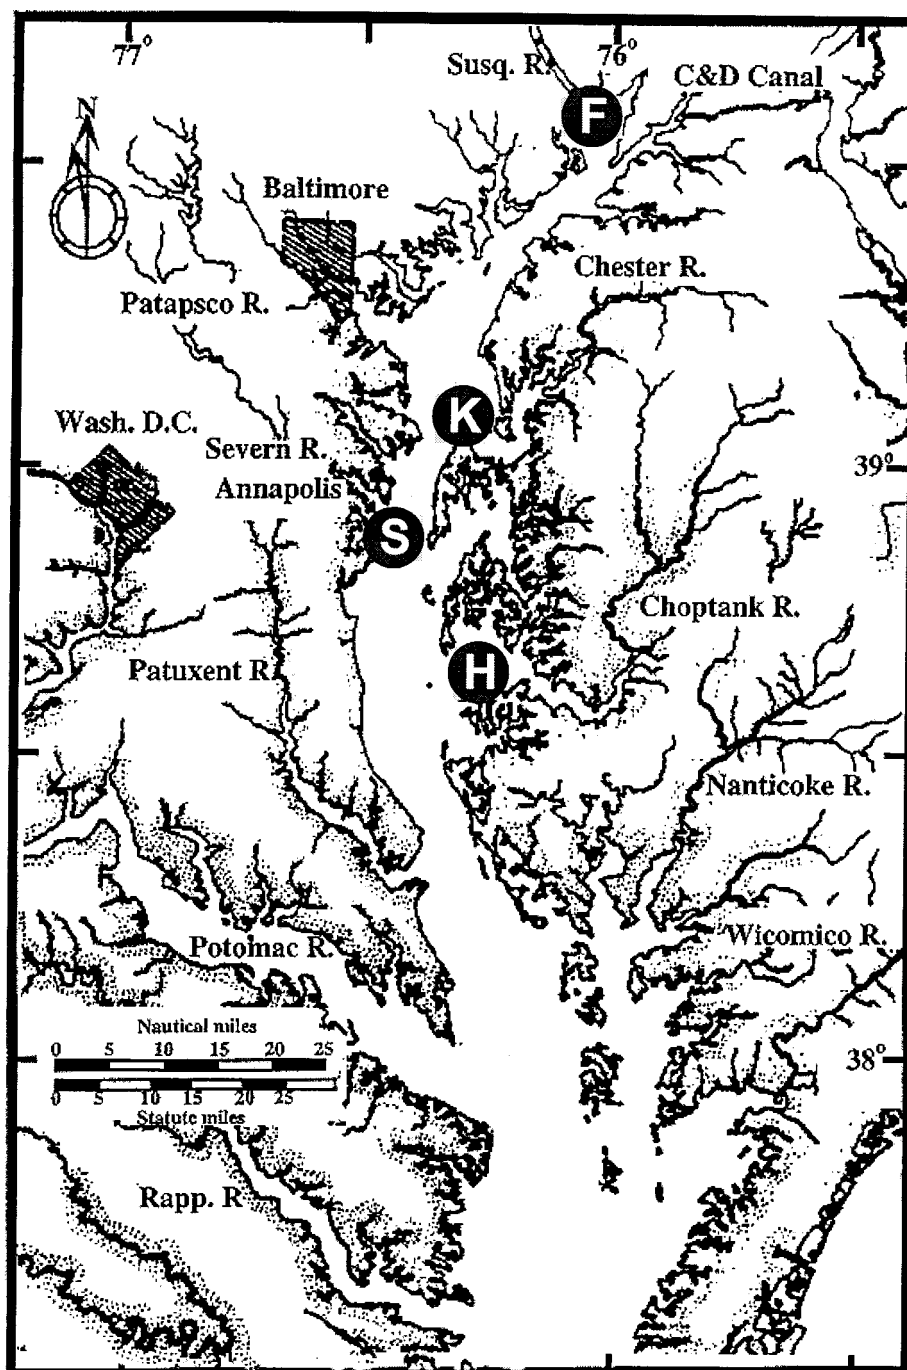 77°
76°
Susq. R.
C&D Canal
F
N
Baltimore
Chester R.
Patapsco R.
K
Wash. D.C.
Severn R.
39°
Annapolis
S
Choptank R.
Patuxent R.
H
Nanticoke R.
Wicomico R.
Potomac R.
Nautical miles
0 5 10 15 20 25
38°
0 5 10 15 20 25
Statute miles
Rapp. R